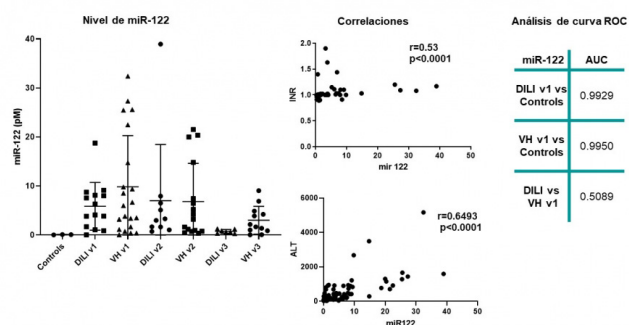 Nivel de miR-122
miR-122 (pM)
40
30
20
10
0
Controls
DILI v1
VH v1
DILI v2
VH v2
DILI v3
VH v3
Correlaciones
r=0.53
p<0.0001
INR
2.0
1.5
1.0
0.5
0.0
0 10 20 30 40 50
mir 122
r=0.6493
p<0.0001
ALT
6000
4000
2000
0
0 10 20 30 40 50
miR122
Análisis de curva ROC
miR-122 AUC
DILI v1 vs
Controls
0.9929
VH v1 vs
Controls
0.9950
DILI vs
VH v1
0.5089